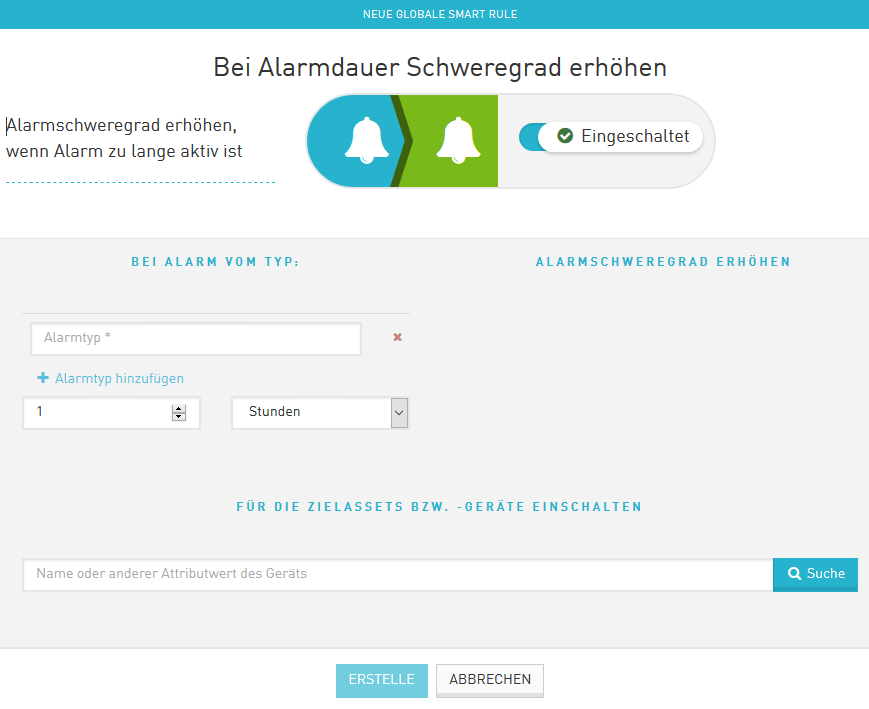 NEUE GLOBALE SMART RULE
Bei Alarmdauer Schweregrad erhöhen
Alarmschweregrad erhöhen,
wenn Alarm zu lange aktiv ist
Eingeschaltet
BEI ALARM VOM TYP:
ALARMSCHWEREGRAD ERHÖHEN
Alarmtyp *
Alarmtyp hinzufügen
1
Stunden
FÜR DIE ZIELASSETS BZW. -GERÄTE EINSCHALTEN
Name oder anderer Attributwert des Geräts
Suche
ERSTELLE
ABBRECHEN